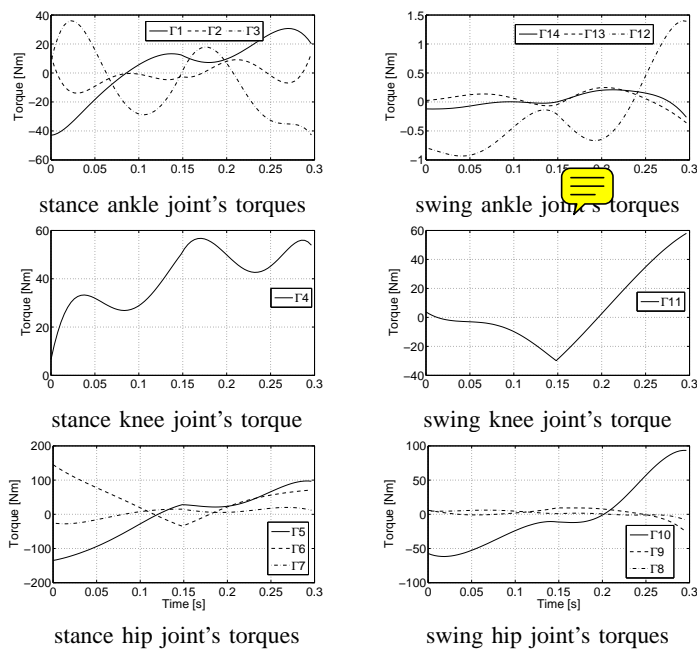 40
20
0
−20
−40
−60
0 0.05 0.1 0.15 0.2 0.25 0.3
Torque [Nm]
Γ1 Γ2 Γ3
stance ankle joint's torques
1.5
1
0.5
0
−0.5
−1
0 0.05 0.1 0.15 0.2 0.25 0.3
Torque [Nm]
Γ14 Γ13 Γ12
swing ankle joint's torques
60
40
20
0
0 0.05 0.1 0.15 0.2 0.25 0.3
Torque [Nm]
Γ4
stance knee joint's torque
60
40
20
0
−20
−40
0 0.05 0.1 0.15 0.2 0.25 0.3
Torque [Nm]
Γ11
swing knee joint's torque
200
100
0
−100
−200
0 0.05 0.1 0.15 0.2 0.25 0.3
Torque [Nm]
Time [s]
Γ5
Γ6
Γ7
stance hip joint's torques
100
50
0
−50
−100
0 0.05 0.1 0.15 0.2 0.25 0.3
Torque [Nm]
Time [s]
Γ10
Γ9
Γ8
swing hip joint's torques